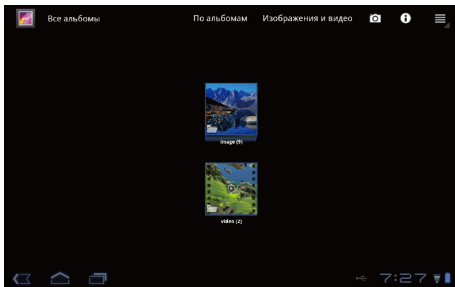 Все альбомы По альбомам Изображения и видео
image (9)
video (2)
7:27